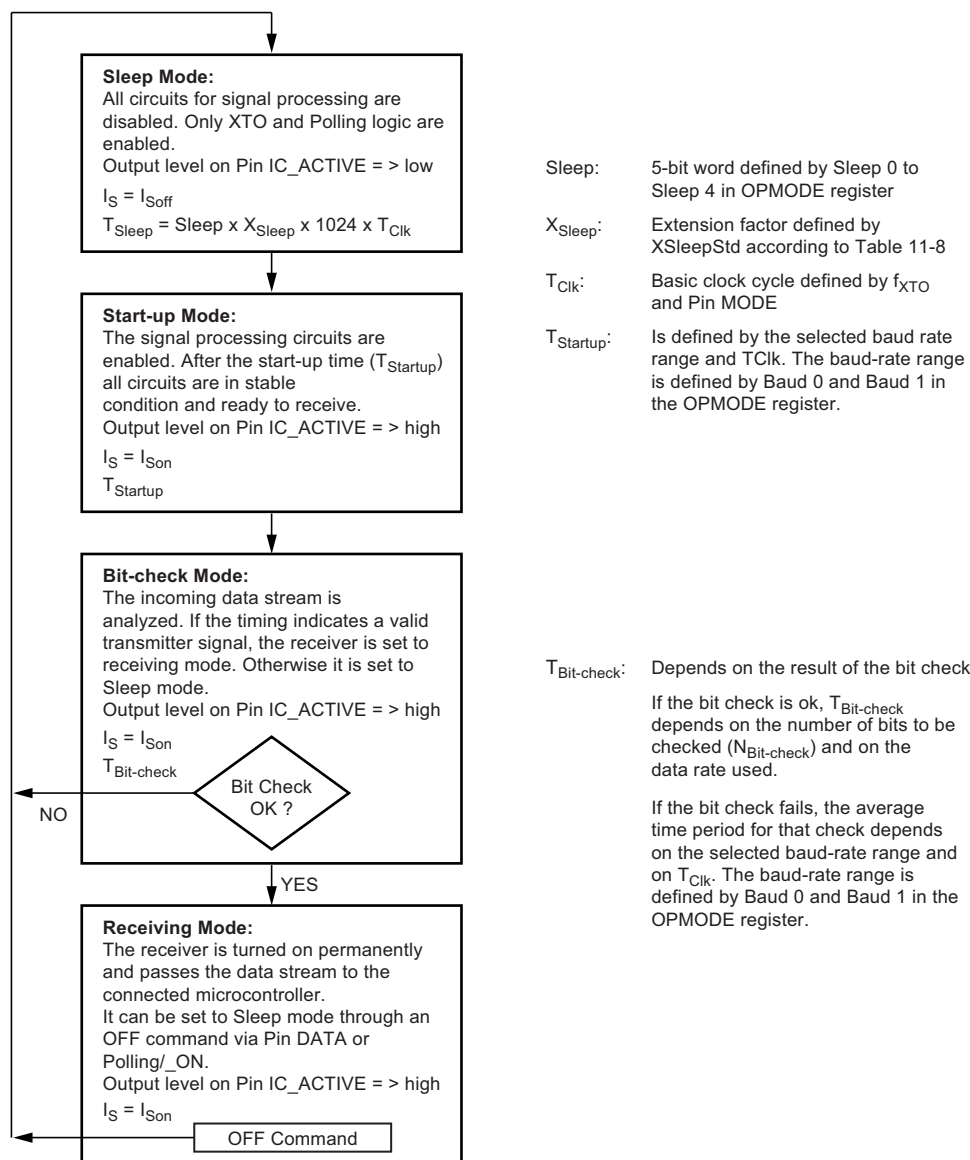 Sleep Mode:
All circuits for signal processing are
disabled. Only XTO and Polling logic are
enabled.
Output level on Pin IC_ACTIVE = > low
IS = ISoff
TSleep = Sleep x XSleep x 1024 x TClk
Start-up Mode:
The signal processing circuits are
enabled. After the start-up time (TStartup)
all circuits are in stable
condition and ready to receive.
Output level on Pin IC_ACTIVE = > high
IS = ISon
TStartup
Bit-check Mode:
The incoming data stream is
analyzed. If the timing indicates a valid
transmitter signal, the receiver is set to
receiving mode. Otherwise it is set to
Sleep mode.
Output level on Pin IC_ACTIVE = > high
IS = ISon
TBit-check
Bit Check
OK ?
NO
YES
Receiving Mode:
The receiver is turned on permanently
and passes the data stream to the
connected microcontroller.
It can be set to Sleep mode through an
OFF command via Pin DATA or
Polling/_ON.
Output level on Pin IC_ACTIVE = > high
IS = ISon
OFF Command
Sleep: 5-bit word defined by Sleep 0 to
Sleep 4 in OPMODE register
XSleep: Extension factor defined by
XSleepStd according to Table 11-8
TClk: Basic clock cycle defined by fXTO
and Pin MODE
TStartup: Is defined by the selected baud rate
range and TClk. The baud-rate range
is defined by Baud 0 and Baud 1 in
the OPMODE register.
TBit-check: Depends on the result of the bit check
If the bit check is ok, TBit-check
depends on the number of bits to be
checked (NBit-check) and on the
data rate used.
If the bit check fails, the average
time period for that check depends
on the selected baud-rate range and
on TClk. The baud-rate range is
defined by Baud 0 and Baud 1 in the
OPMODE register.